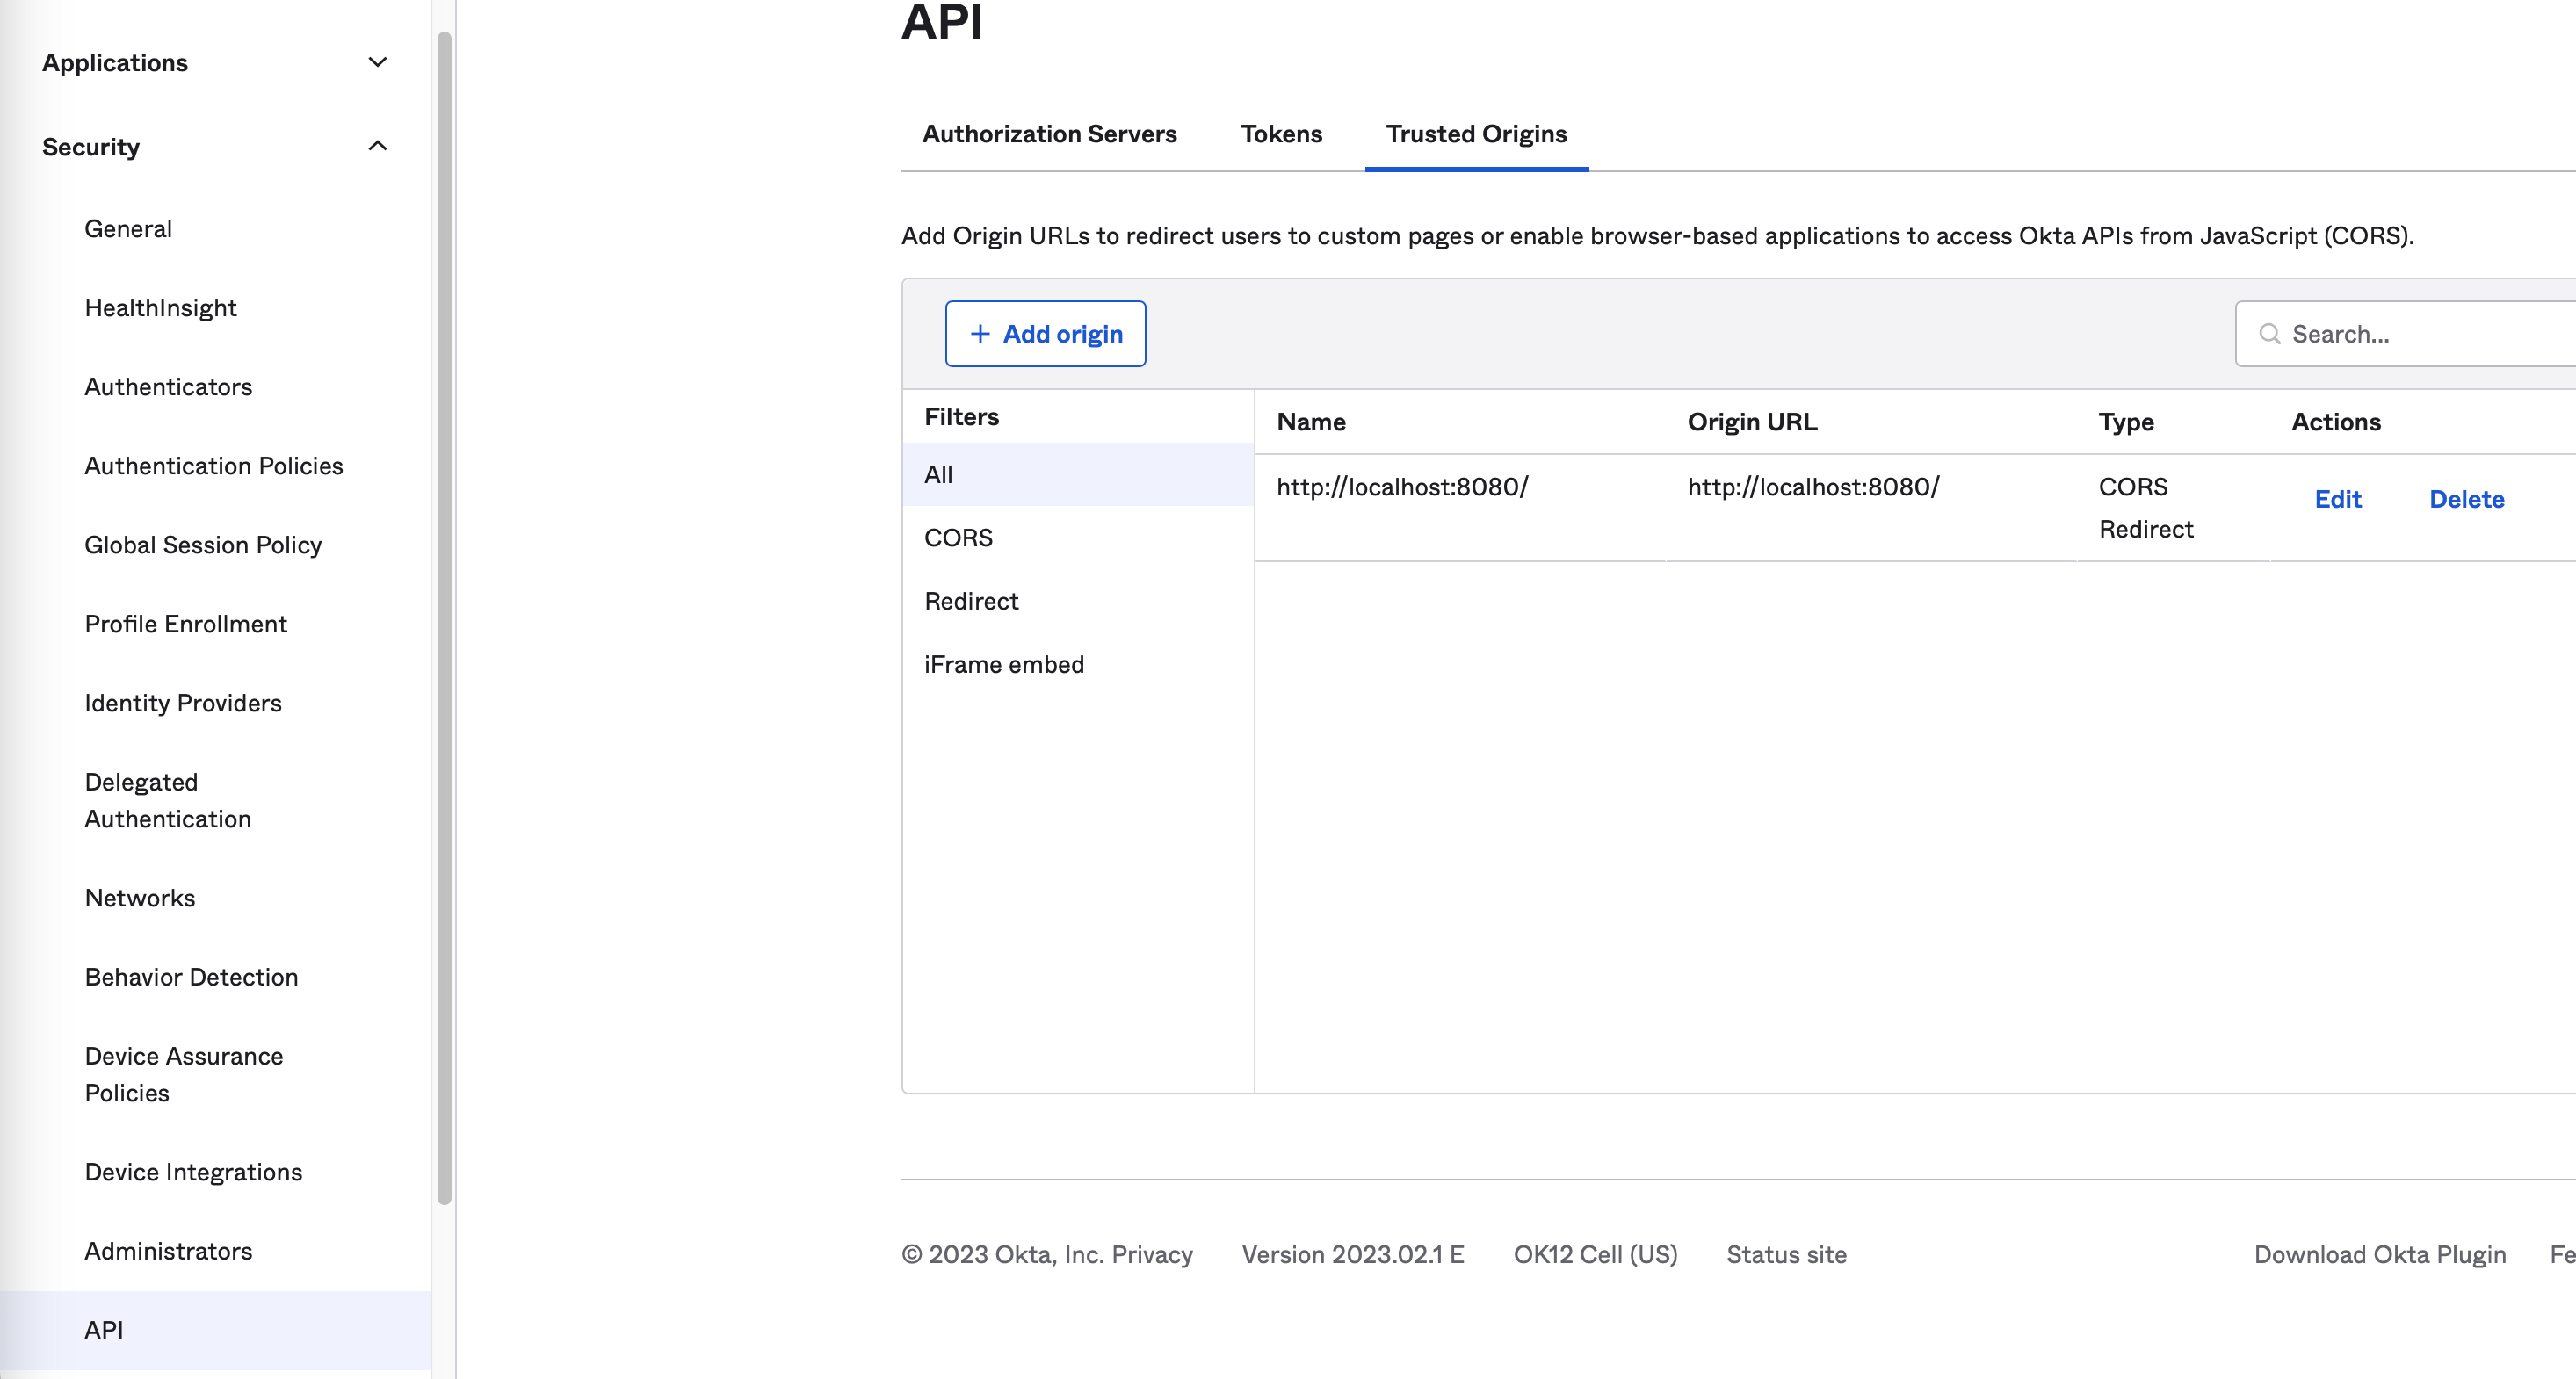 Applications
Security
General
HealthInsight
Authenticators
Authentication Policies
Global Session Policy
Profile Enrollment
Identity Providers
Delegated
Authentication
Networks
Behavior Detection
Device Assurance
Policies
Device Integrations
Administrators
API
API
Authorization Servers Tokens Trusted Origins
Add Origin URLs to redirect users to custom pages or enable browser-based applications to access Okta APIs from JavaScript (CORS).
+ Add origin Search...
Filters
All
CORS
Redirect
iFrame embed
Name Origin URL Type Actions
http://localhost:8080/ http://localhost:8080/ CORS Edit Delete
Redirect
© 2023 Okta, Inc. Privacy Version 2023.02.1 E OK12 Cell (US) Status site Download Okta Plugin